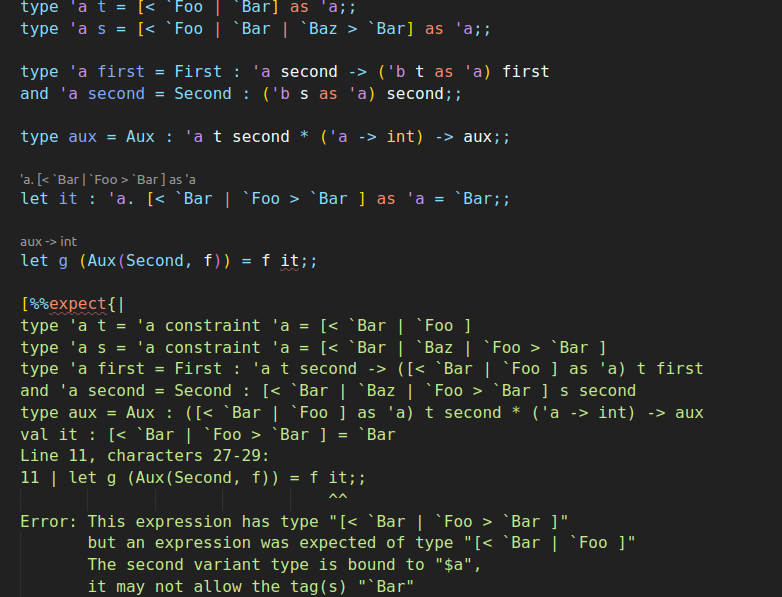 type 'a t = [< `Foo | `Bar] as 'a;;
type 'a s = [< `Foo | `Bar | `Baz > `Bar] as 'a;;
type 'a first = First : 'a second -> ('b t as 'a) first
and 'a second = Second : ('b s as 'a) second;;
type aux = Aux : 'a t second * ('a -> int) -> aux;;
'a. [< `Bar | `Foo > `Bar ] as 'a
let it : 'a. [< `Bar | `Foo > `Bar ] as 'a = `Bar;;
aux -> int
let g (Aux(Second, f)) = f it;;
[%%expect{|
type 'a t = 'a constraint 'a = [< `Bar | `Foo ]
type 'a s = 'a constraint 'a = [< `Bar | `Baz | `Foo > `Bar ]
type 'a first = First : 'a t second -> ([< `Bar | `Foo ] as 'a) t first
and 'a second = Second : [< `Bar | `Baz | `Foo > `Bar ] s second
type aux = Aux : ([< `Bar | `Foo ] as 'a) t second * ('a -> int) -> aux
val it : [< `Bar | `Foo > `Bar ] = `Bar
Line 11, characters 27-29:
11 | let g (Aux(Second, f)) = f it;;
^^
Error: This expression has type "[< `Bar | `Foo > `Bar ]"
but an expression was expected of type "[< `Bar | `Foo ]"
The second variant type is bound to "$a",
it may not allow the tag(s) "`Bar"